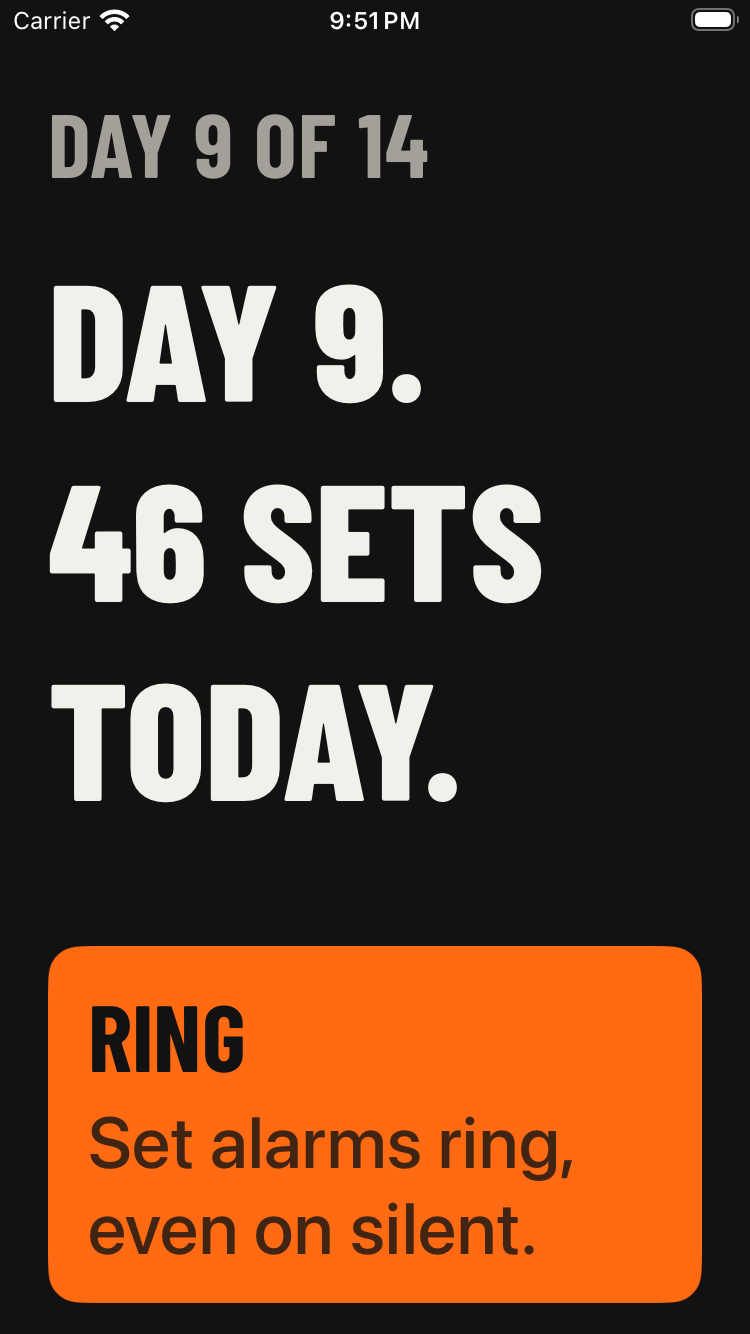 Carrier 9:51 PM
DAY 9 OF 14
DAY 9.
46 SETS
TODAY.
RING
Set alarms ring,
even on silent.